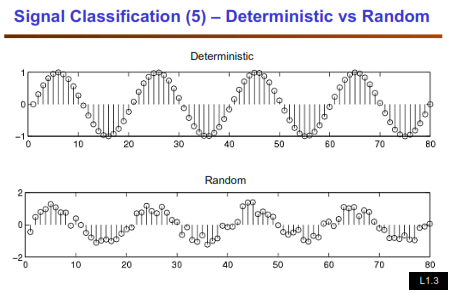 Signal Classification (5) – Deterministic vs Random
Deterministic
1
0
−1
0 10 20 30 40 50 60 70 80
Random
2
0
−2
0 10 20 30 40 50 60 70 80
L1.3